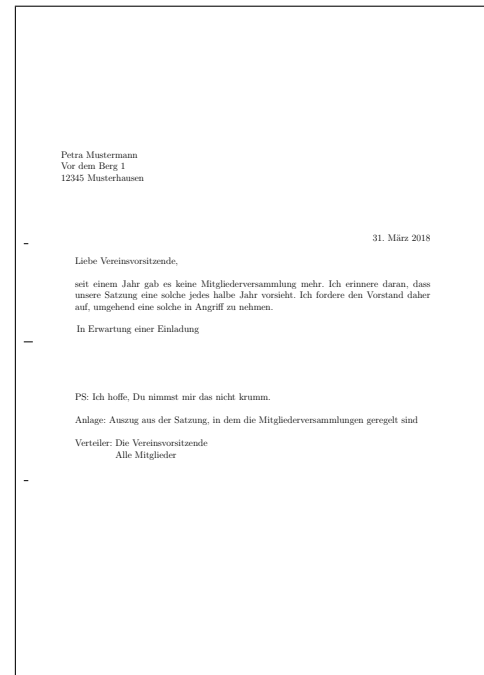 Petra Mustermann
Vor dem Berg 1
12345 Musterhausen
31. März 2018
Liebe Vereinsvorsitzende,
seit einem Jahr gab es keine Mitgliederversammlung mehr. Ich erinnere daran, dass
unsere Satzung eine solche jedes halbe Jahr vorsieht. Ich fordere den Vorstand daher
auf, umgehend eine solche in Angriff zu nehmen.
In Erwartung einer Einladung
PS: Ich hoffe, Du nimmst mir das nicht krumm.
Anlage: Auszug aus der Satzung, in dem die Mitgliederversammlungen geregelt sind
Verteiler: Die Vereinsvorsitzende
Alle Mitglieder